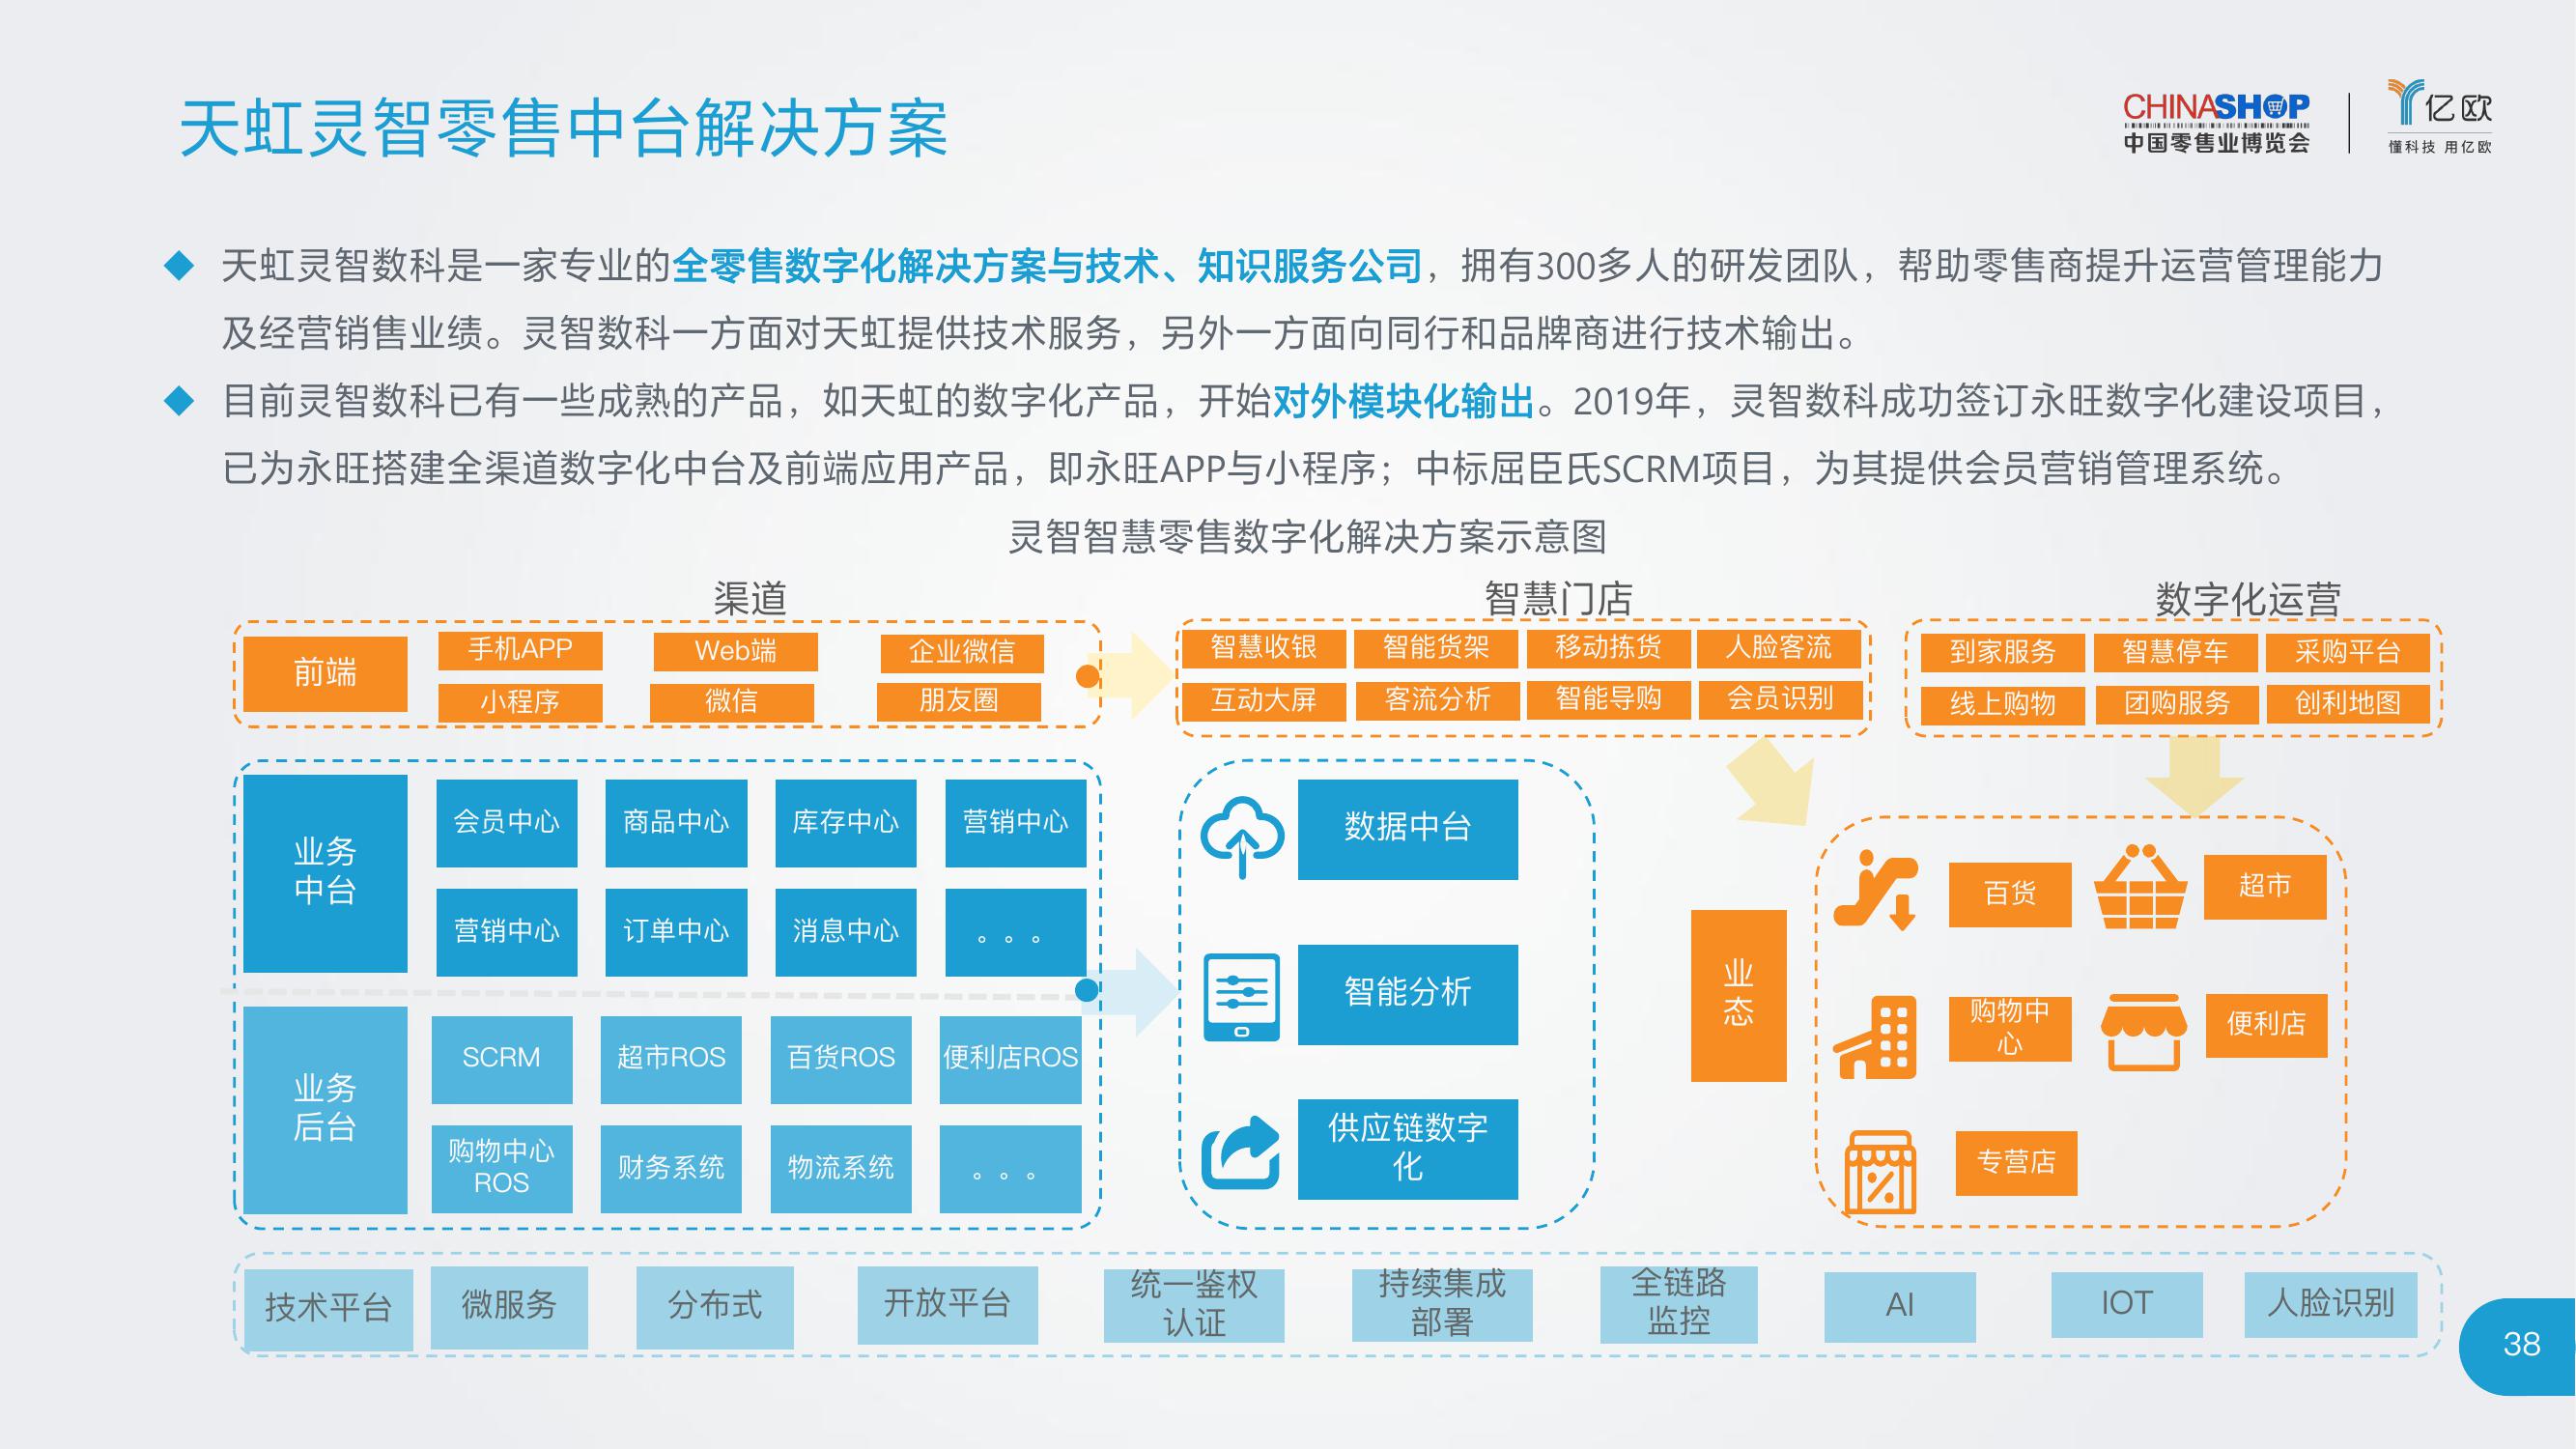 天虹灵智零售中台解决方案
CHINASHOP
中国零售业博览会
亿欧
懂科技 用亿欧
天虹灵智数科是一家专业的全零售数字化解决方案与技术、知识服务公司，拥有300多人的研发团队，帮助零售商提升运营管理能力
及经营销售业绩。灵智数科一方面对天虹提供技术服务，另外一方面向同行和品牌商进行技术输出。
目前灵智数科已有一些成熟的产品，如天虹的数字化产品，开始对外模块化输出。2019年，灵智数科成功签订永旺数字化建设项目，
已为永旺搭建全渠道数字化中台及前端应用产品，即永旺APP与小程序；中标屈臣氏SCRM项目，为其提供会员营销管理系统。
灵智智慧零售数字化解决方案示意图
渠道
前端
手机APP
Web端
企业微信
小程序
微信
朋友圈
智慧门店
智慧收银
智能货架
移动拣货
人脸客流
互动大屏
客流分析
智能导购
会员识别
数字化运营
到家服务
智慧停车
采购平台
线上购物
团购服务
创利地图
业务
中台
会员中心
商品中心
库存中心
营销中心
营销中心
订单中心
消息中心
。。。
业务
后台
SCRM
超市ROS
百货ROS
便利店ROS
购物中心
ROS
财务系统
物流系统
。。。
数据中台
智能分析
供应链数字
化
业
态
百货
超市
购物中
心
便利店
专营店
技术平台
微服务
分布式
开放平台
统一鉴权
认证
持续集成
部署
全链路
监控
AI
IOT
人脸识别
38